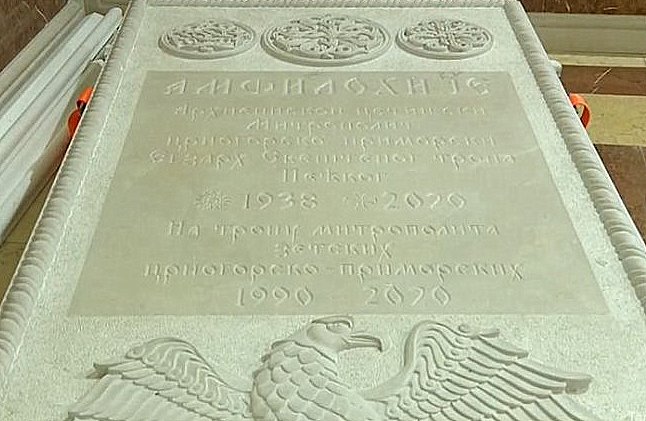 АМФИЛОХИЈЕ
Архиепископ цетињски
Митрополит
црногорско приморски
Егзарх Свештеног трона
Пећког
1938 2020
На трону митрополита
зетских
црногорско-приморских
1990 2020